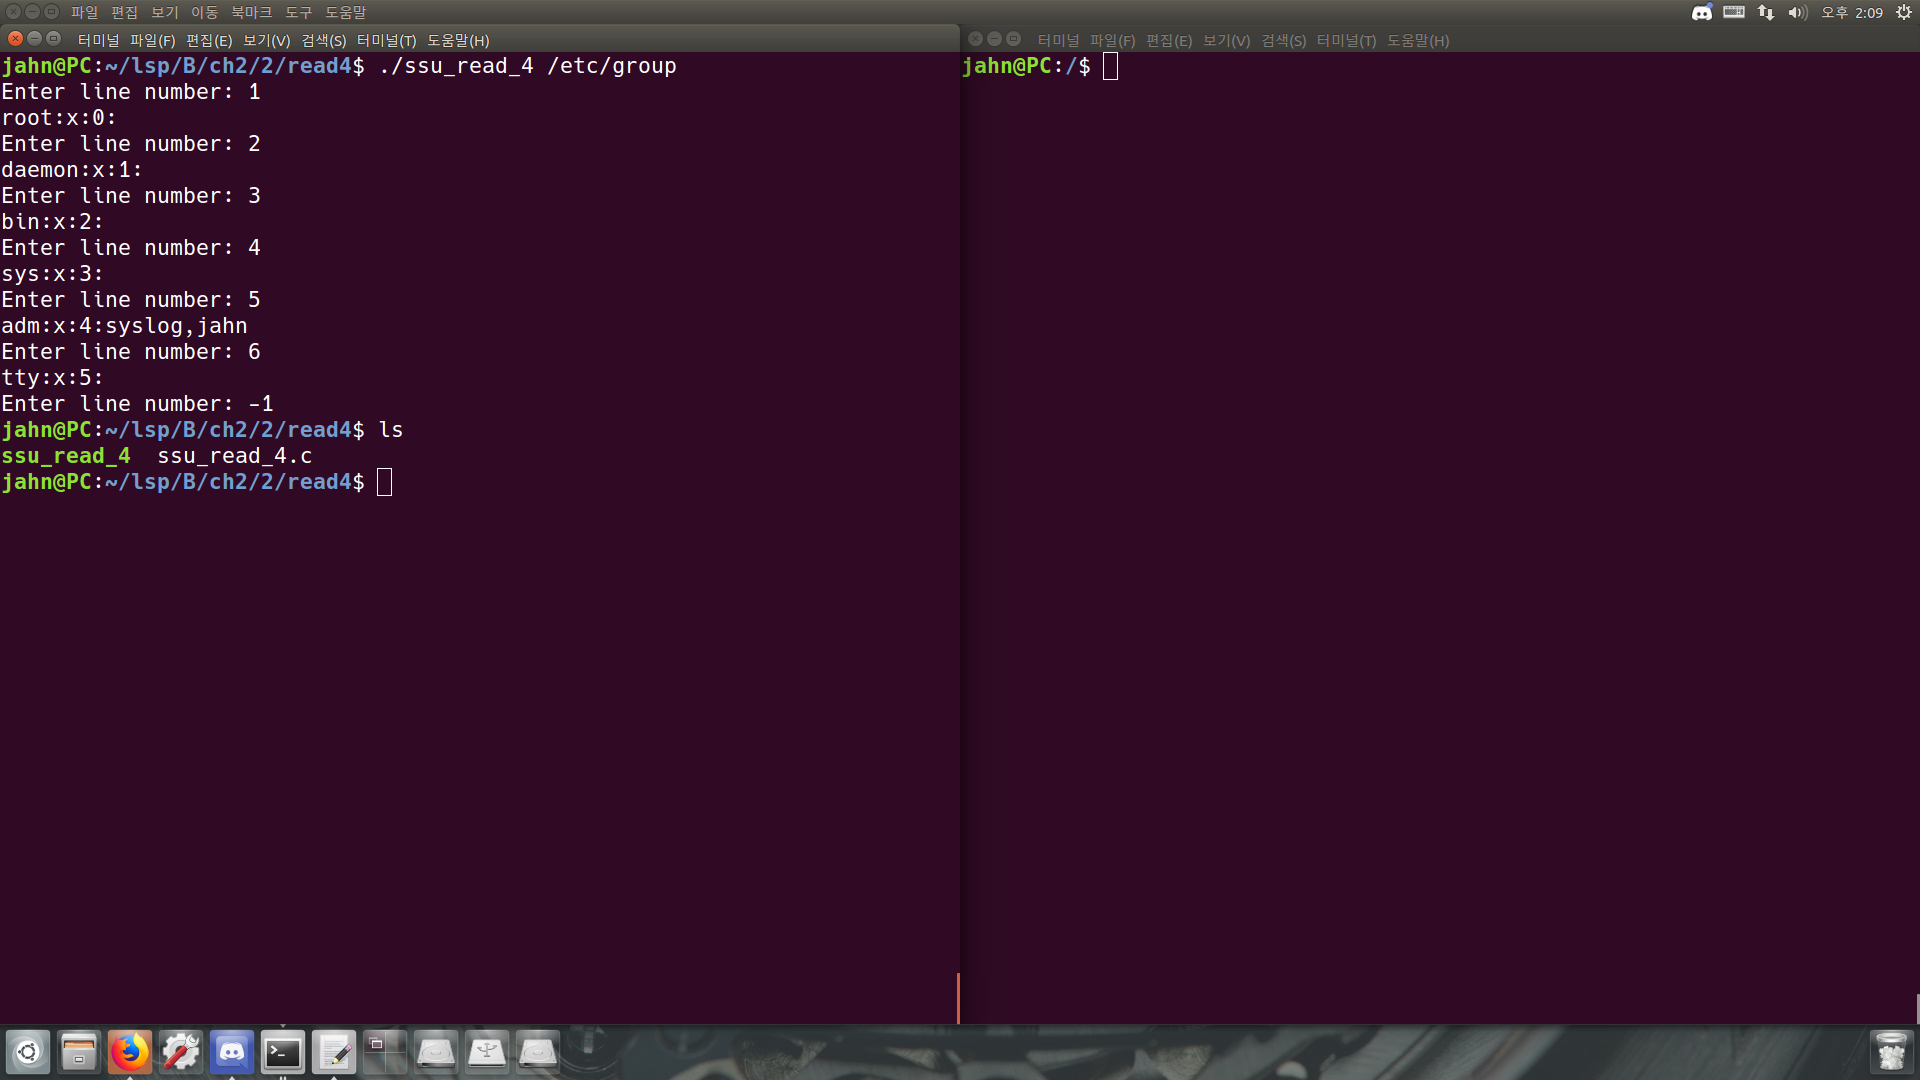 파일 편집 보기 이동 북마크 도구 도움말 오후 2:09
터미널 파일(F) 편집(E) 보기(V) 검색(S) 터미널(T) 도움말(H)
jahn@PC:~/lsp/B/ch2/2/read4$ ./ssu_read_4 /etc/group
Enter line number: 1
root:x:0:
Enter line number: 2
daemon:x:1:
Enter line number: 3
bin:x:2:
Enter line number: 4
sys:x:3:
Enter line number: 5
adm:x:4:syslog,jahn
Enter line number: 6
tty:x:5:
Enter line number: -1
jahn@PC:~/lsp/B/ch2/2/read4$ ls
ssu_read_4  ssu_read_4.c
jahn@PC:~/lsp/B/ch2/2/read4$
터미널 파일(F) 편집(E) 보기(V) 검색(S) 터미널(T) 도움말(H)
jahn@PC:/$